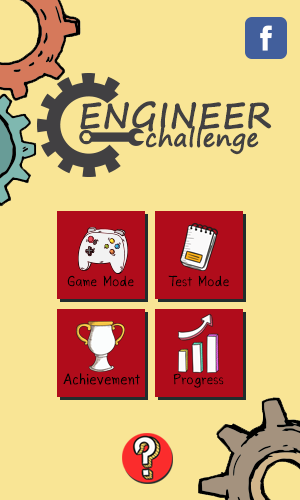 f
ENGINEER
challenge
Game Mode
Test Mode
Achievement
Progress
?